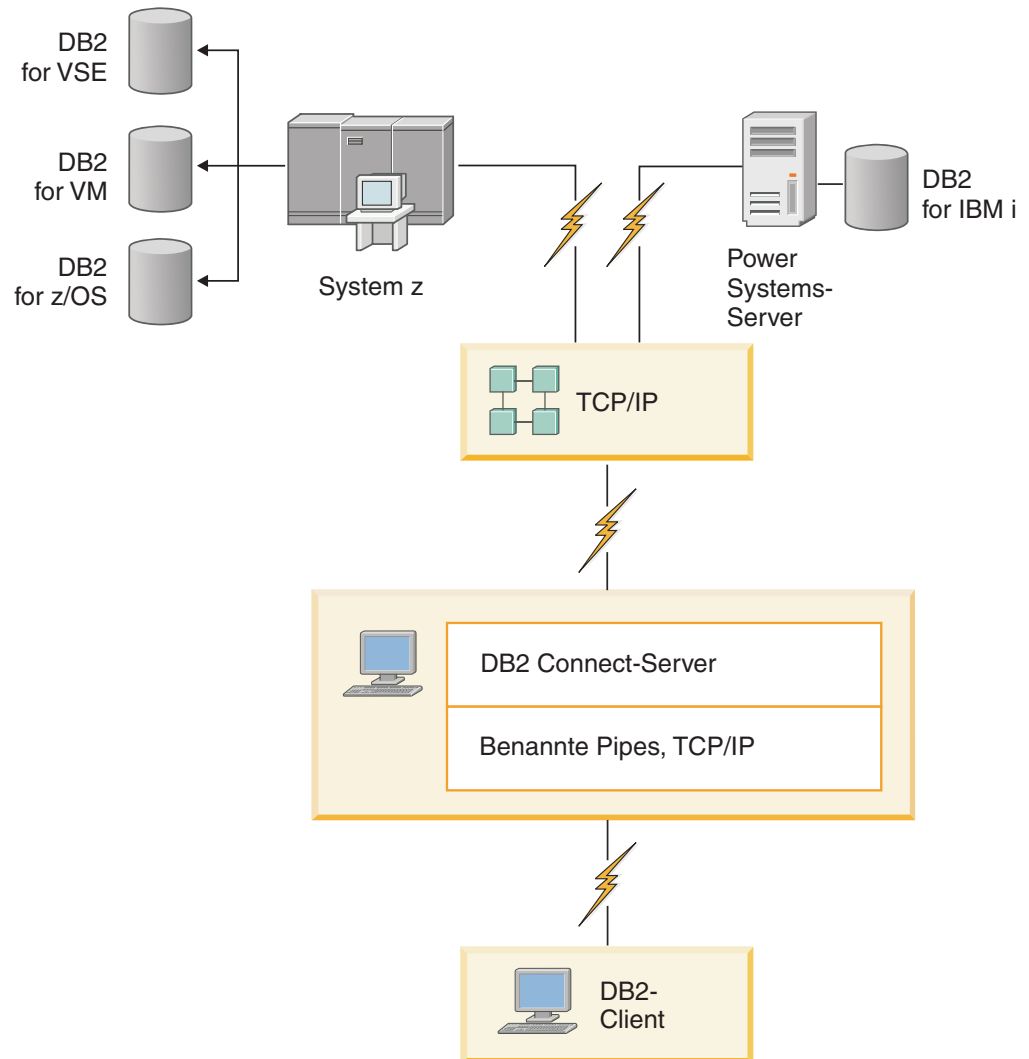 DB2
for VSE
DB2
for VM
DB2
for z/OS
System z
Power
Systems-
Server
DB2
for IBM i
TCP/IP
DB2 Connect-Server
Benannte Pipes, TCP/IP
DB2-
Client